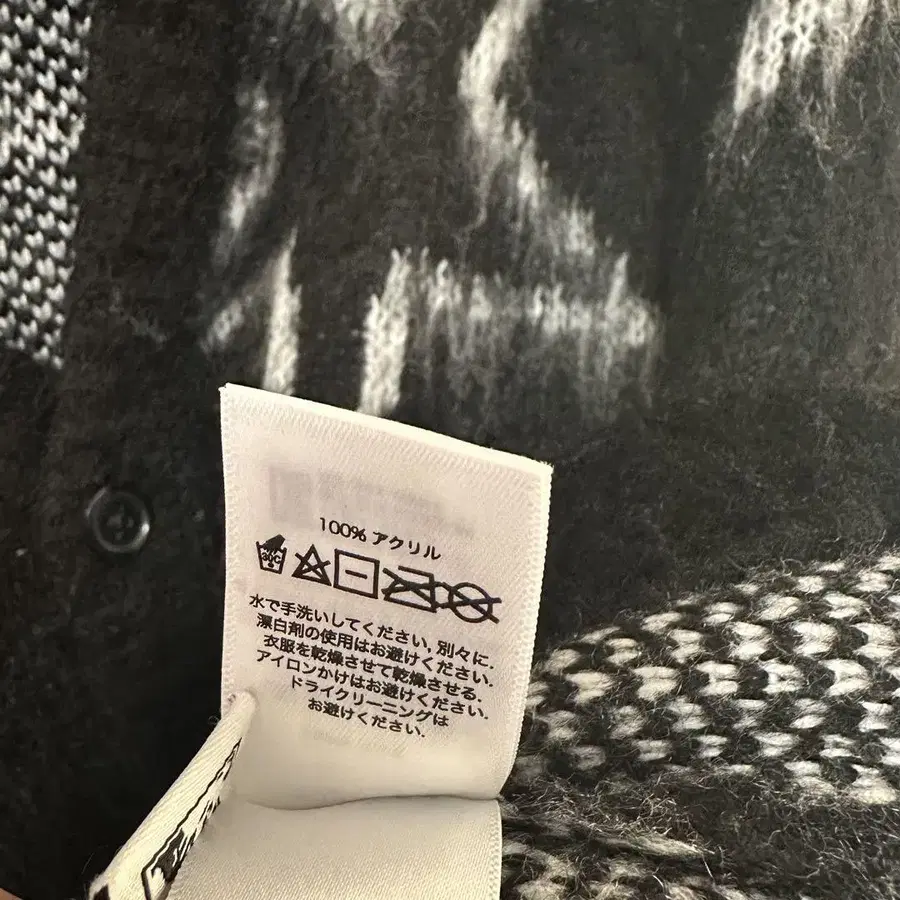 100% アクリル
30C
水で手洗いしてください, 別々に.
漂白剤の使用はお避けください.
衣服を乾燥させて乾燥させる.
アイロンかけはお避けください.
ドライクリーニングは
お避けください.